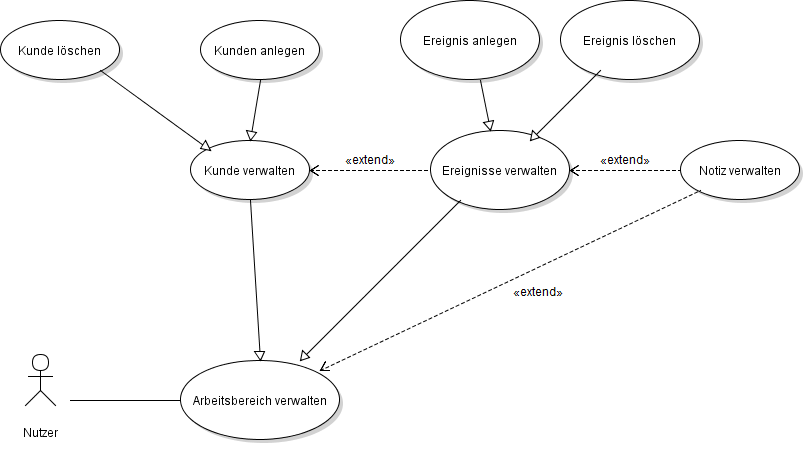 Kunde löschen
Kunden anlegen
Ereignis anlegen
Ereignis löschen
«extend»
«extend»
Kunde verwalten
Ereignisse verwalten
Notiz verwalten
«extend»
Arbeitsbereich verwalten
Nutzer